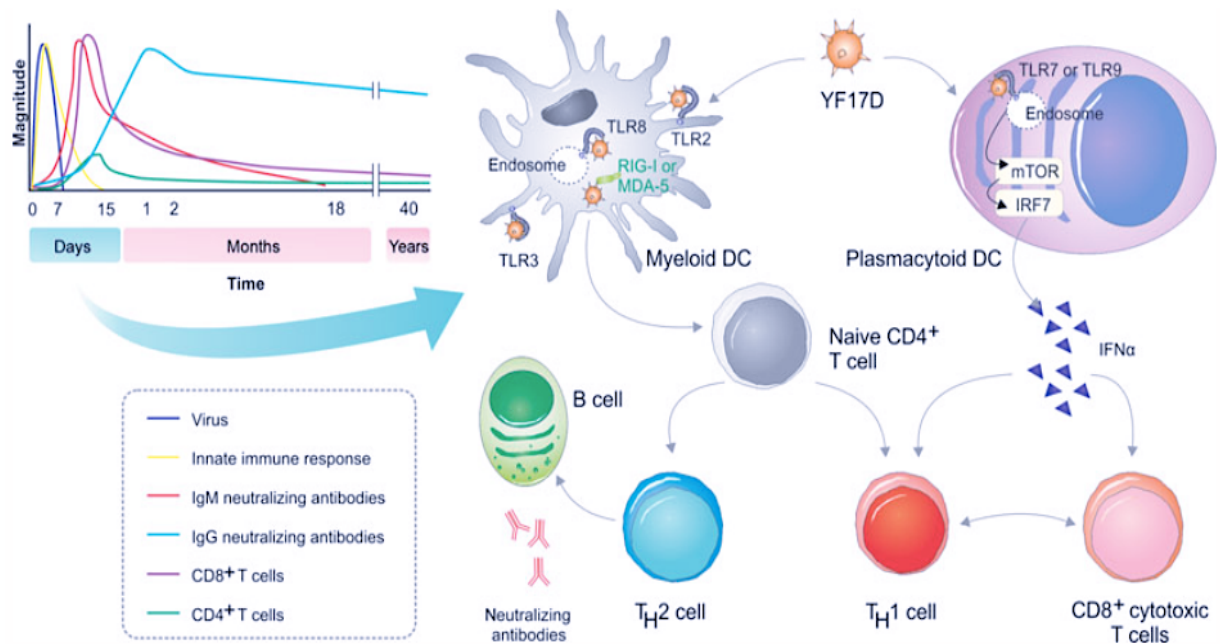 Magnitude
0 7 15 1 2 18 40
Days Months Years
Time
Virus
Innate immune response
IgM neutralizing antibodies
IgG neutralizing antibodies
CD8+ T cells
CD4+ T cells
YF17D
TLR2
TLR8
Endosome
RIG-I or
MDA-5
TLR3
Myeloid DC
TLR7 or TLR9
Endosome
mTOR
IRF7
Plasmacytoid DC
Naive CD4+
T cell
IFNα
B cell
Neutralizing
antibodies
TH2 cell
TH1 cell
CD8+ cytotoxic
T cells